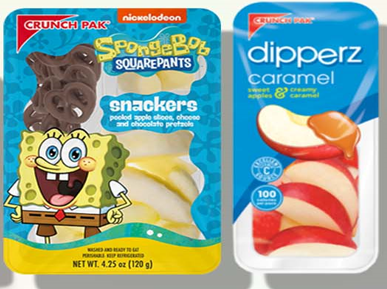 nickelodeon
CRUNCH PAK
SpongeBob
SQUAREPANTS
snackers
peeled apple slices, cheese
and chocolate pretzels
WASHED AND READY TO EAT
PERISHABLE KEEP REFRIGERATED
NET WT. 4.25 oz (120 g)
CRUNCH PAK
dipperz
caramel
sweet & creamy
apples caramel
C
100